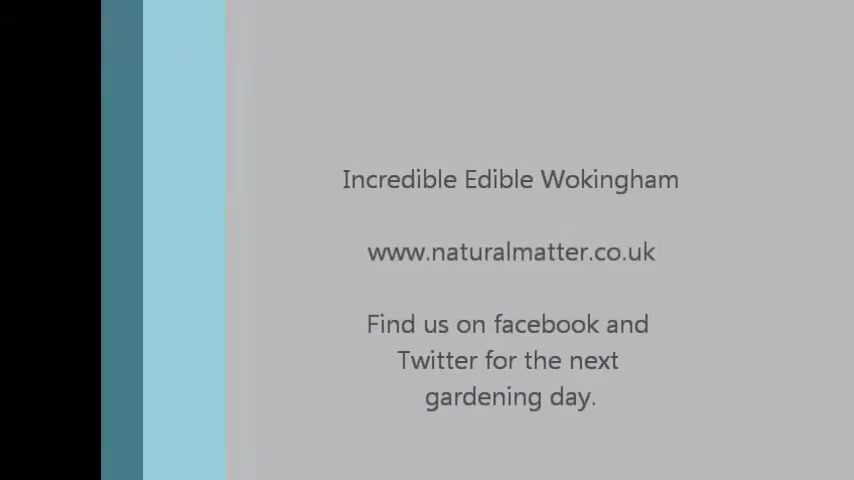 Incredible Edible Wokingham
www.naturalmatter.co.uk
Find us on facebook and
Twitter for the next
gardening day.